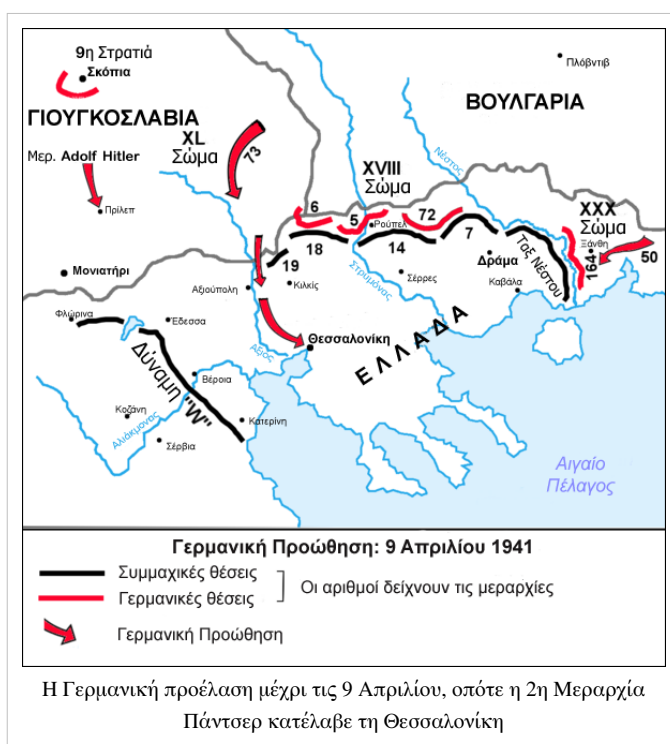 9η Στρατιά
Σκόπια
Πλόβντιβ
ΒΟΥΛΓΑΡΙΑ
ΓΙΟΥΓΚΟΣΛΑΒΙΑ
XL
Σώμα
73
Μερ. Adolf Hitler
XVIII
Σώμα
Νέστος
Πρίλεπ
6
5
Ρούπελ
72
XXX
Σώμα
Ξάνθη
50
164
18
14
7
Τοξ Νέστου
19
Δράμα
Μοναστήρι
Αξιούπολη
Κιλκίς
Στρυμόνας
Σέρρες
Καβάλα
Φλώρινα
Έδεσσα
Θεσσαλονίκη
ΕΛΛΑΔΑ
Αξιός
Δύναμη "W"
Βέροια
Κοζάνη
Αλιάκμονας
Κατερίνη
Σέρβια
Αιγαίο
Πέλαγος
Γερμανική Προώθηση: 9 Απριλίου 1941
Συμμαχικές θέσεις
Γερμανικές θέσεις
Οι αριθμοί δείχνουν τις μεραρχίες
Γερμανική Προώθηση
Η Γερμανική προέλαση μέχρι τις 9 Απριλίου, οπότε η 2η Μεραρχία
Πάντσερ κατέλαβε τη Θεσσαλονίκη